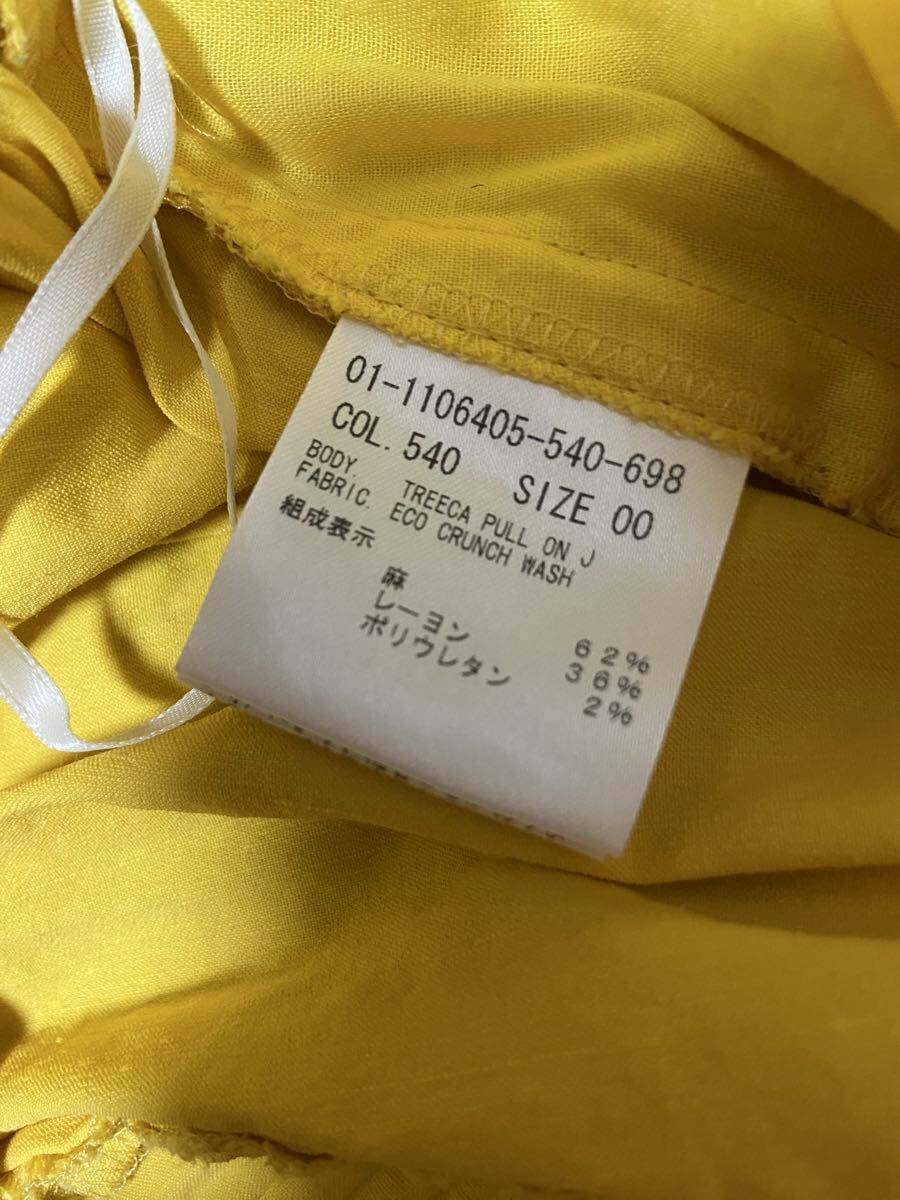 01-1106405-540-698
COL. 540 SIZE 00
BODY. TREECA PULL ON J
FABRIC. ECO CRUNCH WASH
組成表示
麻 62%
レーヨン 36%
ポリウレタン 2%